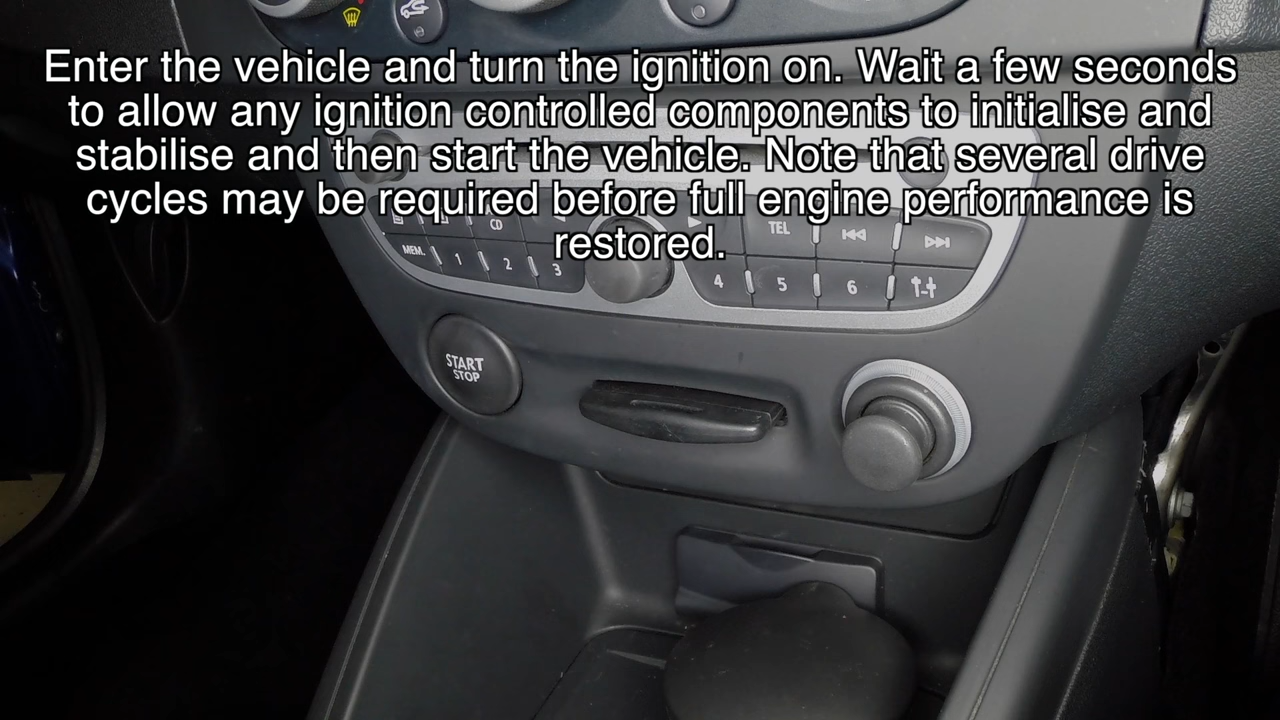 Enter the vehicle and turn the ignition on. Wait a few seconds
to allow any ignition controlled components to initialise and
stabilise and then start the vehicle. Note that several drive
cycles may be required before full engine performance is
restored.
CD
TEL
MEM.
1
2
3
4
5
6
START
STOP